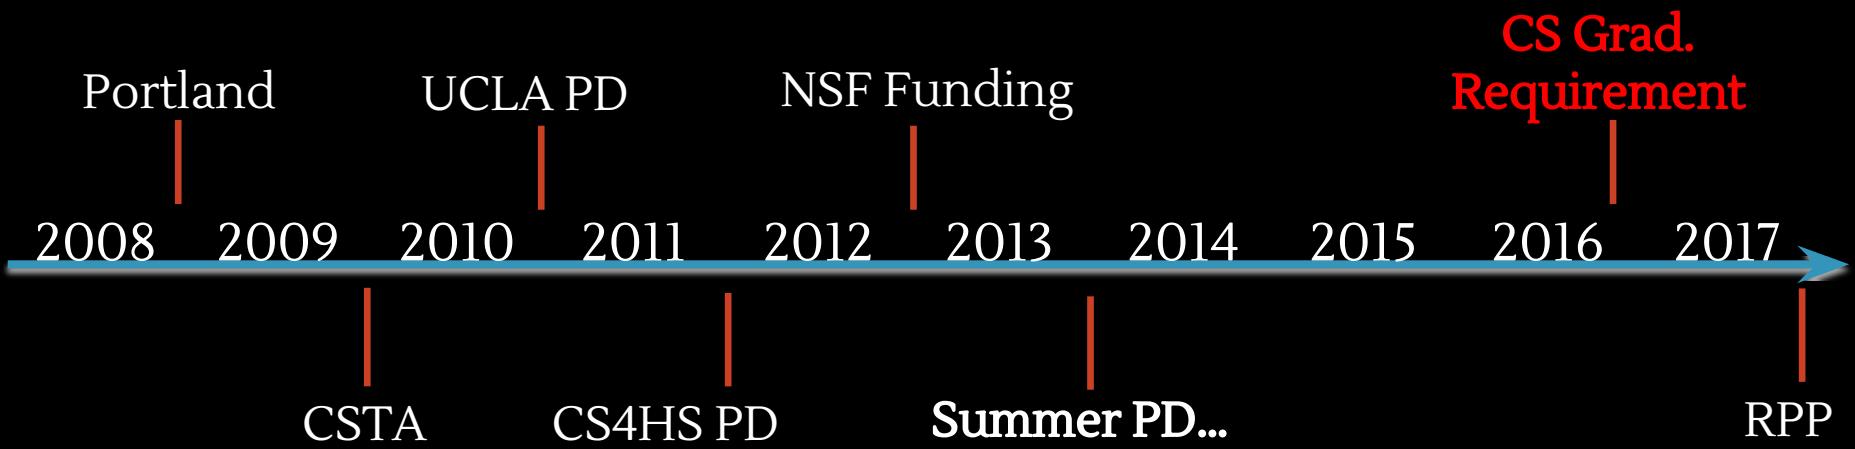 CS Grad.
Requirement
Portland
UCLA PD
NSF Funding
2008 2009 2010 2011 2012 2013 2014 2015 2016 2017
CSTA
CS4HS PD
Summer PD...
RPP